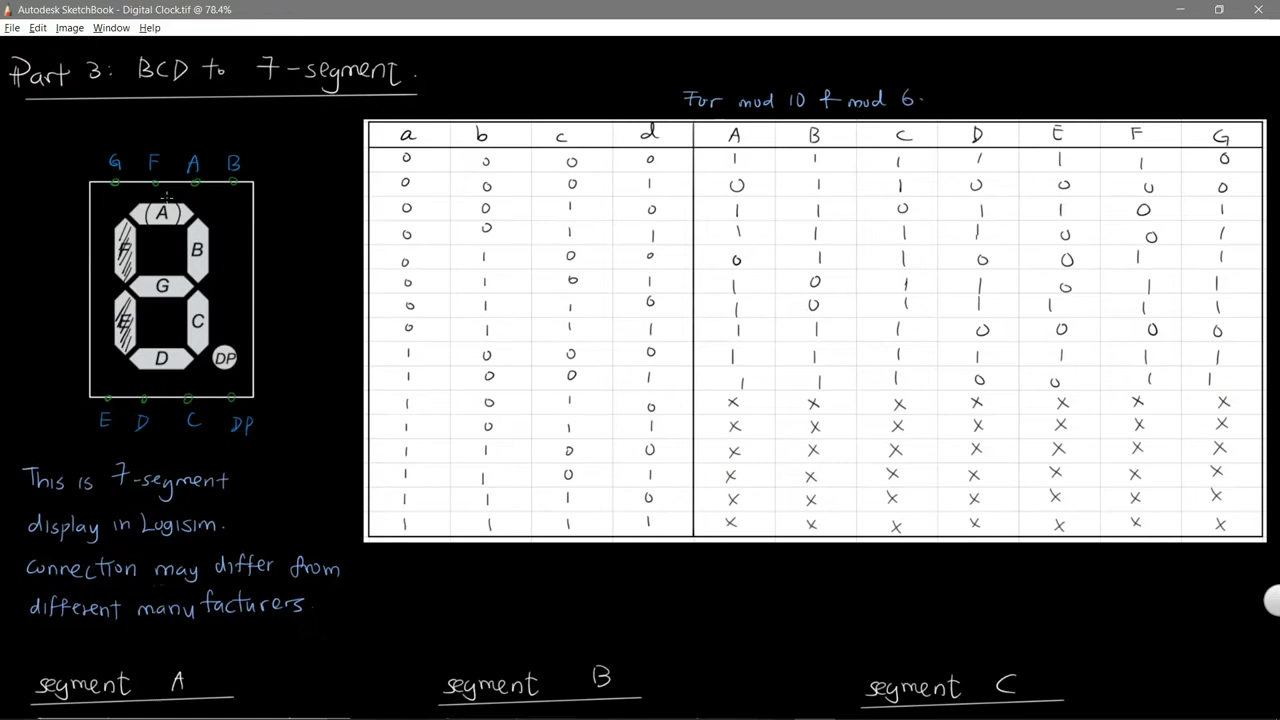 Autodesk SketchBook - Digital Clock.tif @ 78.4%
File Edit Image Window Help
Part 3: BCD to 7-segment.
For mod 10 & mod 6.
G F A B
A
F B
G
E C
D DP
E D C DP
This is 7-segment
display in Logisim.
connection may differ from
different manufacturers.
a b c d A B C D E F G
0 0 0 0 1 1 1 1 1 1 0
0 0 0 1 0 1 1 0 0 0 0
0 0 1 0 1 1 0 1 1 0 1
0 0 1 1 1 1 1 1 0 0 1
0 1 0 0 0 1 1 0 0 1 1
0 1 0 1 1 0 1 1 0 1 1
0 1 1 0 1 0 1 1 1 1 1
0 1 1 1 1 1 1 0 0 0 0
1 0 0 0 1 1 1 1 1 1 1
1 0 0 1 1 1 1 0 0 1 1
1 0 1 0 x x x x x x x
1 0 1 1 x x x x x x x
1 1 0 0 x x x x x x x
1 1 0 1 x x x x x x x
1 1 1 0 x x x x x x x
1 1 1 1 x x x x x x x
segment A
segment B
segment C